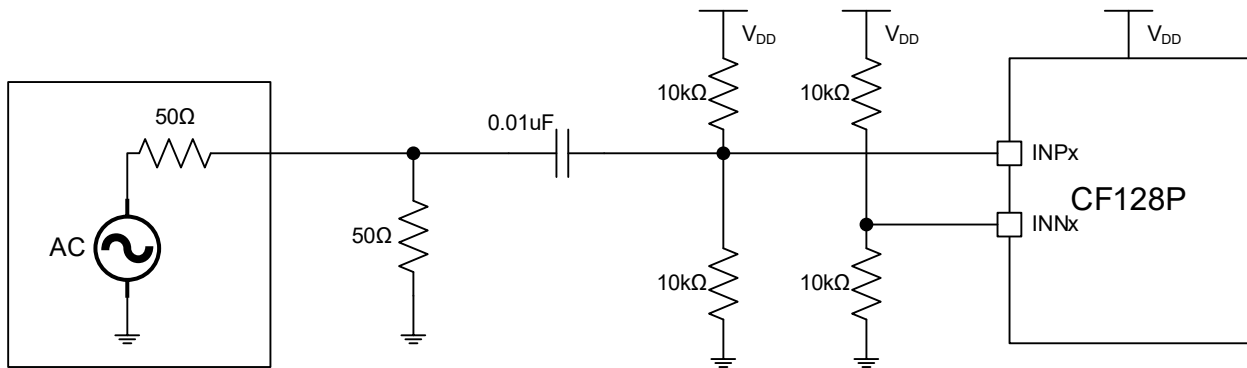 V_DD
V_DD
V_DD
50Ω
10kΩ
10kΩ
0.01uF
INPx
CF128P
INNx
50Ω
AC
10kΩ
10kΩ